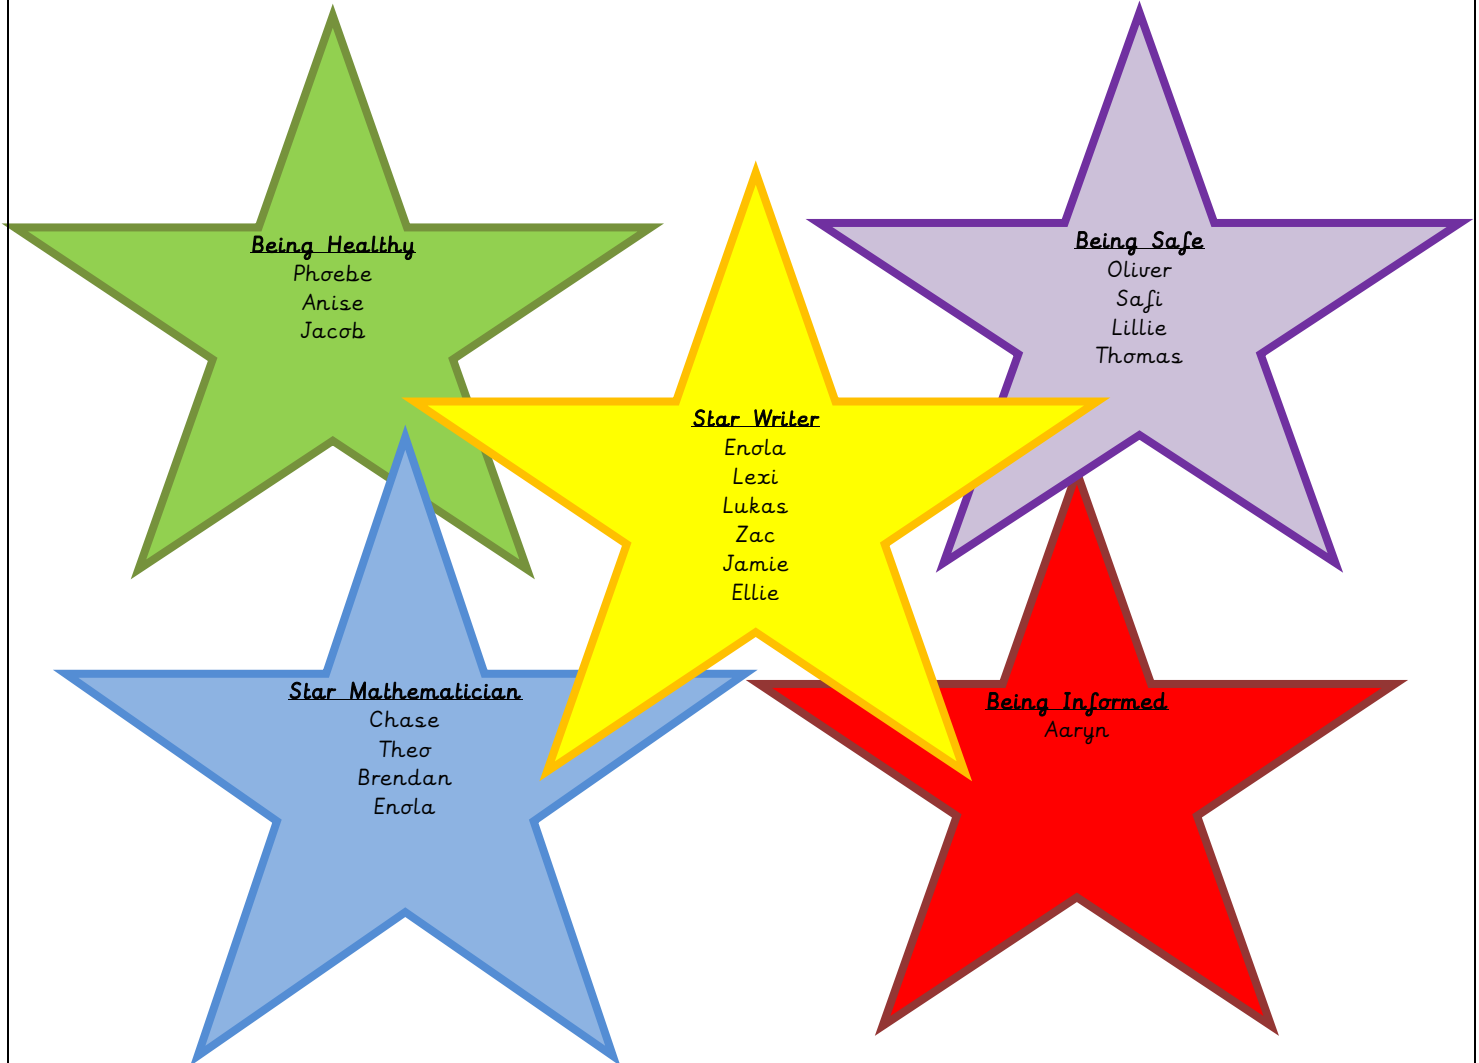 Being Healthy
Phoebe
Anise
Jacob
Being Safe
Oliver
Safi
Lillie
Thomas
Star Writer
Enola
Lexi
Lukas
Zac
Jamie
Ellie
Star Mathematician
Chase
Theo
Brendan
Enola
Being Informed
Aaryn